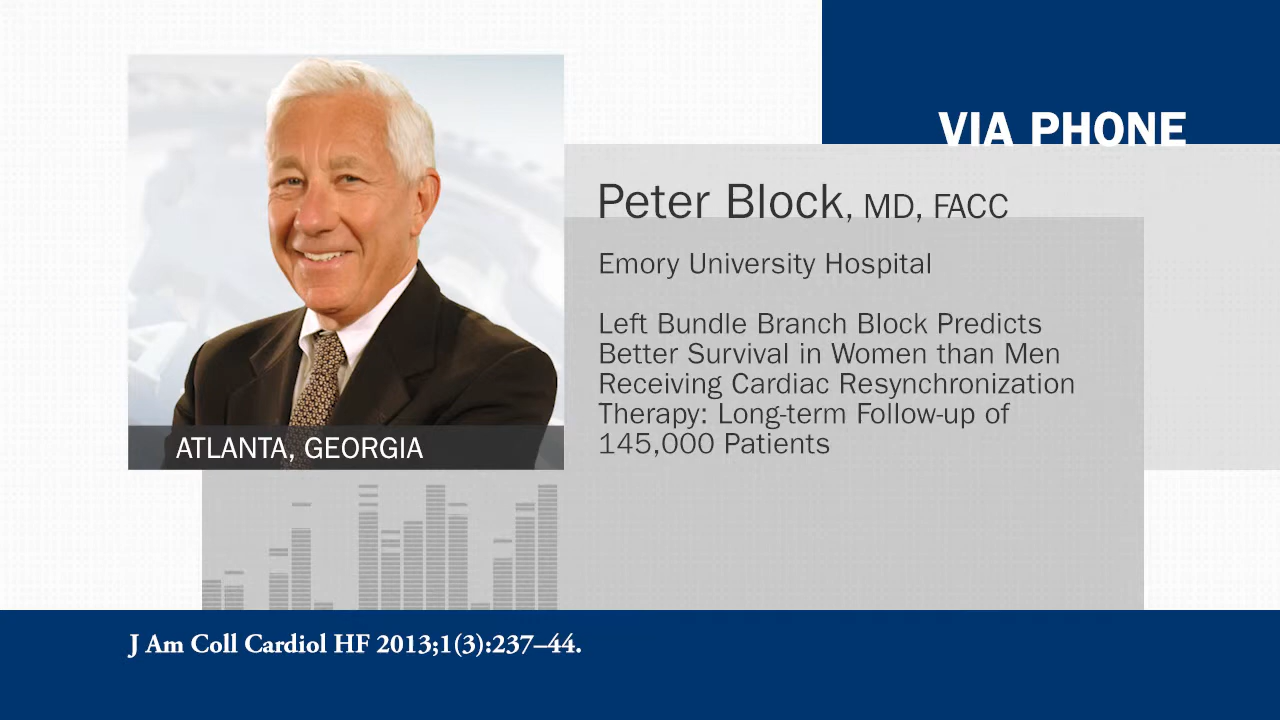 VIA PHONE
Peter Block, MD, FACC
Emory University Hospital
Left Bundle Branch Block Predicts
Better Survival in Women than Men
Receiving Cardiac Resynchronization
Therapy: Long-term Follow-up of
145,000 Patients
ATLANTA, GEORGIA
J Am Coll Cardiol HF 2013;1(3):237–44.